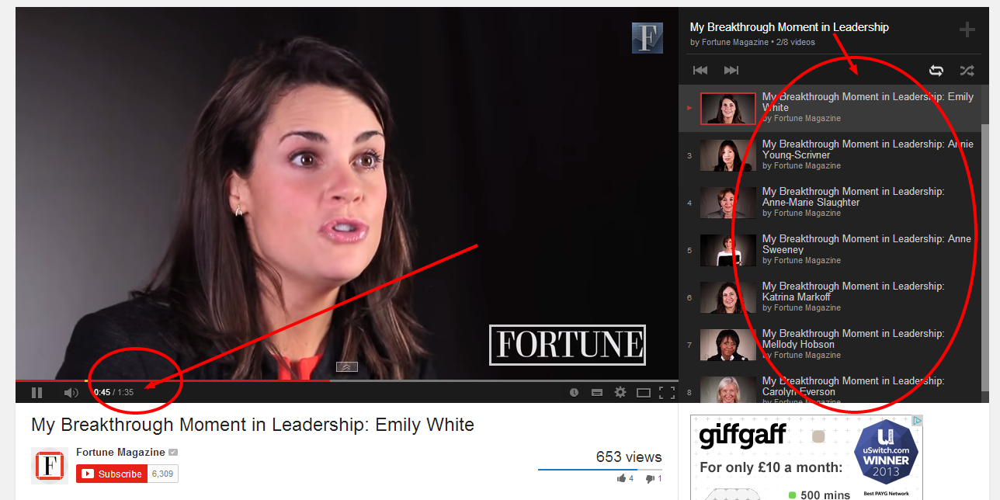 F
FORTUNE
0:45 / 1:35
My Breakthrough Moment in Leadership
by Fortune Magazine • 2/8 videos
My Breakthrough Moment in Leadership: Emily
White
by Fortune Magazine
3
My Breakthrough Moment in Leadership: Annie
Young-Scrivner
by Fortune Magazine
4
My Breakthrough Moment in Leadership:
Anne-Marie Slaughter
by Fortune Magazine
5
My Breakthrough Moment in Leadership: Anne
Sweeney
by Fortune Magazine
6
My Breakthrough Moment in Leadership:
Katrina Markoff
by Fortune Magazine
7
My Breakthrough Moment in Leadership:
Mellody Hobson
by Fortune Magazine
8
My Breakthrough Moment in Leadership:
Carolyn Everson
by Fortune Magazine
My Breakthrough Moment in Leadership: Emily White
F
Fortune Magazine
Subscribe 6,309
653 views
4 1
giffgaff
For only £10 a month:
500 mins
U
uSwitch.com
WINNER
2013
Best PAYG Network